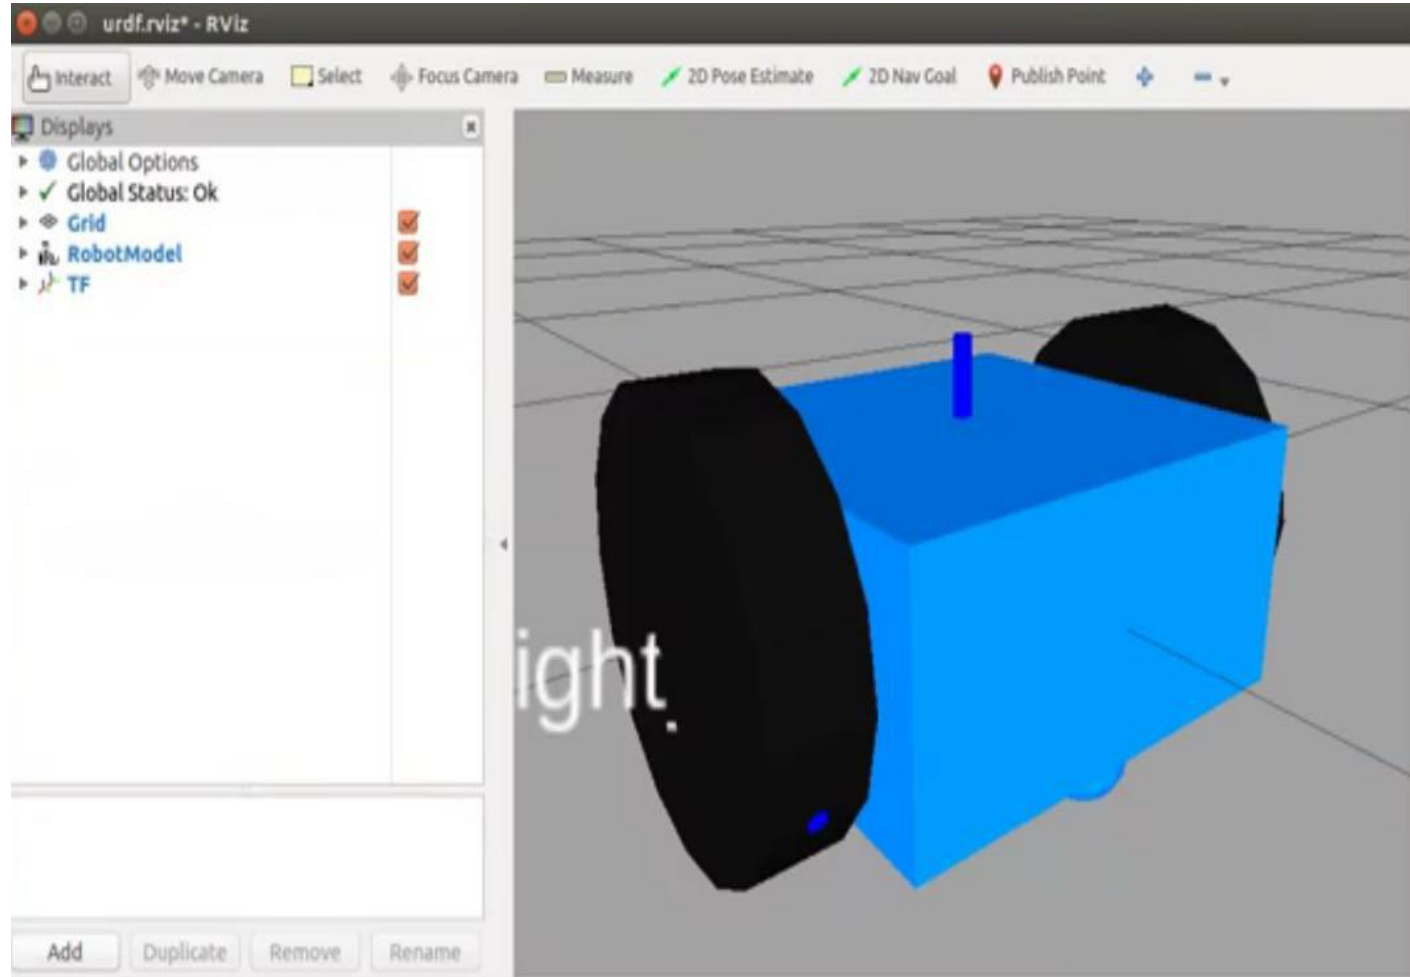 urdf.rviz* - RViz
Interact Move Camera Select Focus Camera Measure 2D Pose Estimate 2D Nav Goal Publish Point
Displays
Global Options
Global Status: Ok
Grid
RobotModel
TF
ight
Add Duplicate Remove Rename